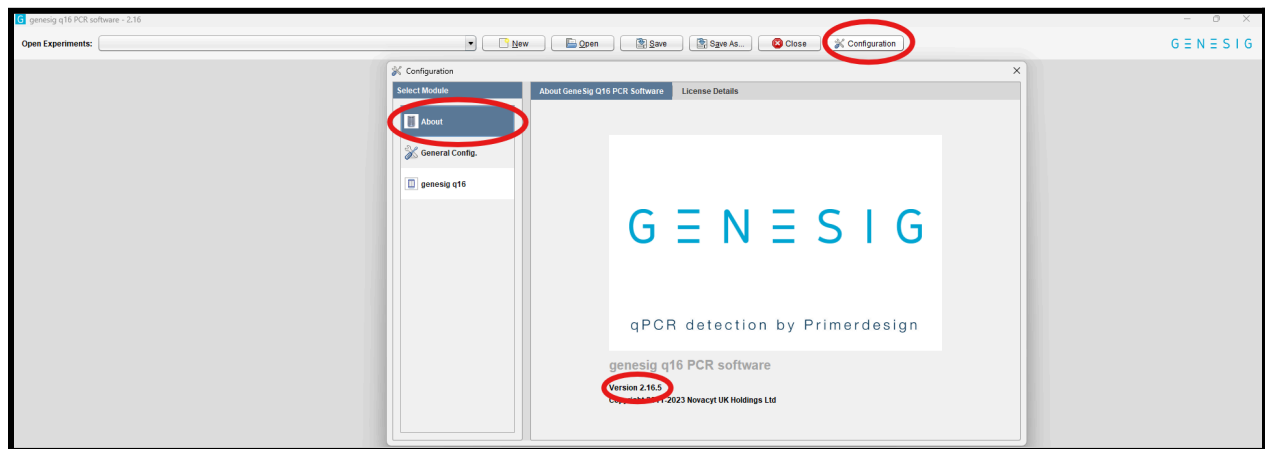 genesig q16 PCR software - 2.16
Open Experiments: New Open Save Save As... Close Configuration GENESIG
Configuration
Select Module
About GeneSig Q16 PCR Software License Details
About
General Config.
genesig q16
GENESIG
qPCR detection by Primerdesign
genesig q16 PCR software
Version 2.16.5
Copyright 2011-2023 Novacyt UK Holdings Ltd